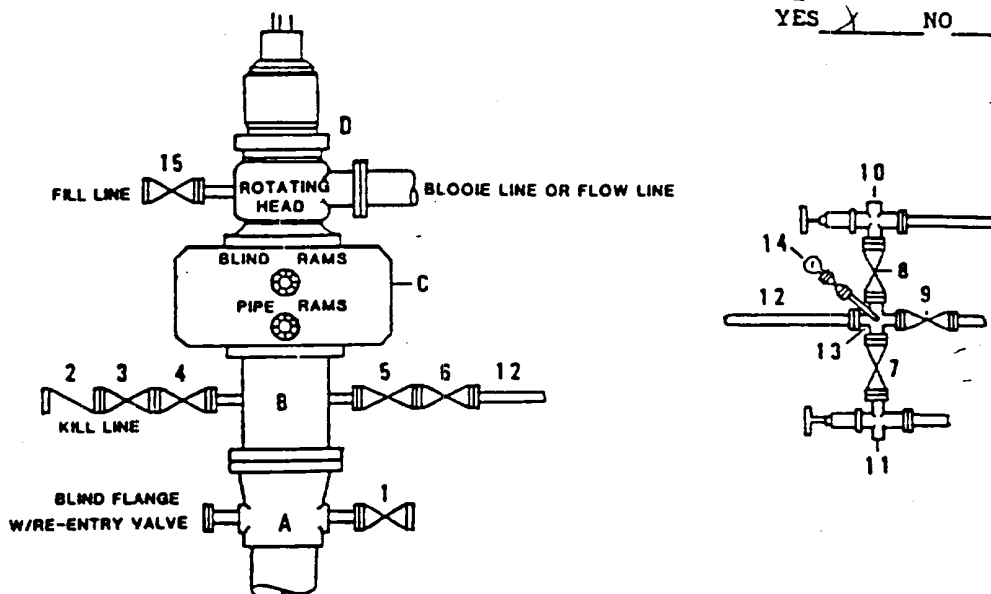 YES X NO
D
15
FILL LINE
ROTATING
HEAD
BLOOIE LINE OR FLOW LINE
BLIND RAMS
C
PIPE RAMS
2 3 4
B
5 6 12
KILL LINE
BLIND FLANGE
W/RE-ENTRY VALVE
A
1
10
14
8
12
9
13
7
11